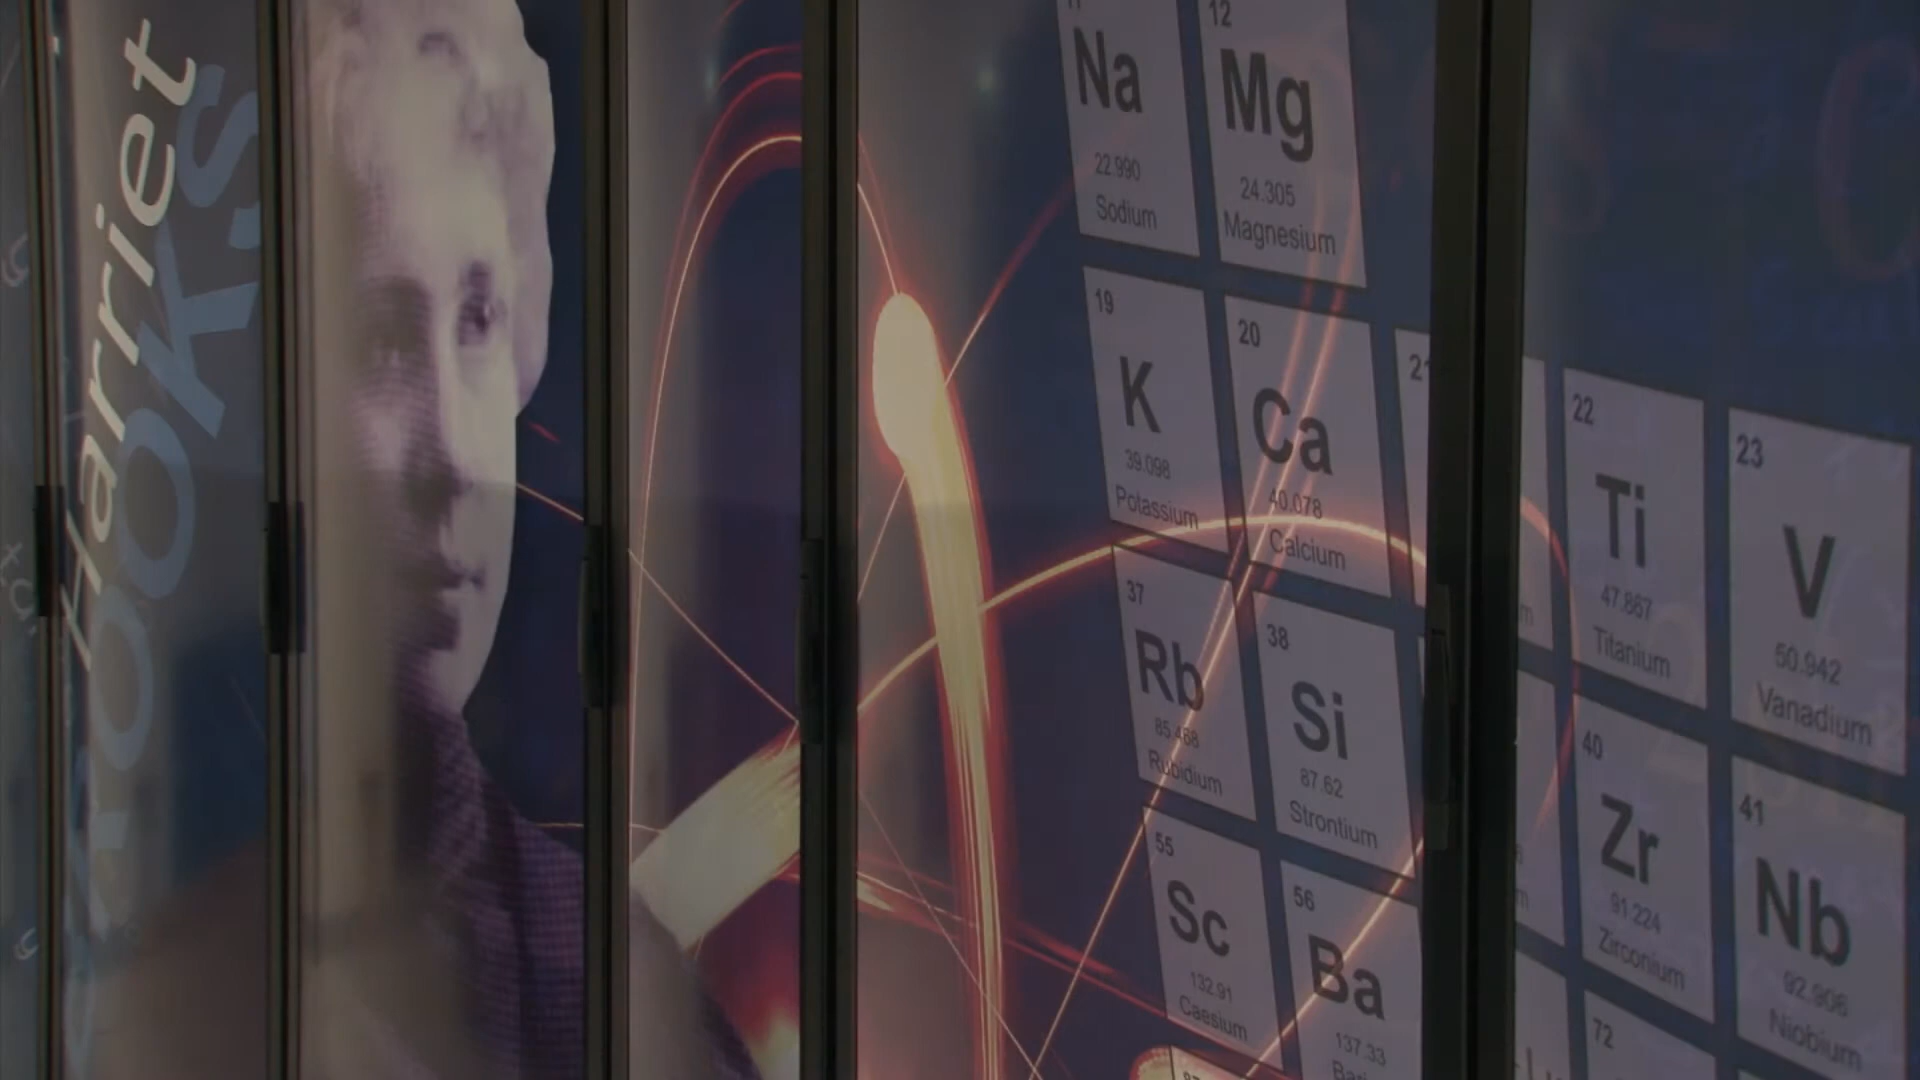 Harriet
Brooks
12
Na
Mg
22.990
24.305
Sodium
Magnesium
19
20
21
22
23
K
Ca
Ti
V
39.098
40.078
47.867
50.942
Potassium
Calcium
Titanium
Vanadium
37
38
40
41
Rb
Si
Zr
Nb
85.468
87.62
91.224
92.906
Rubidium
Strontium
Zirconium
Niobium
55
56
72
Sc
Ba
132.91
137.33
Caesium